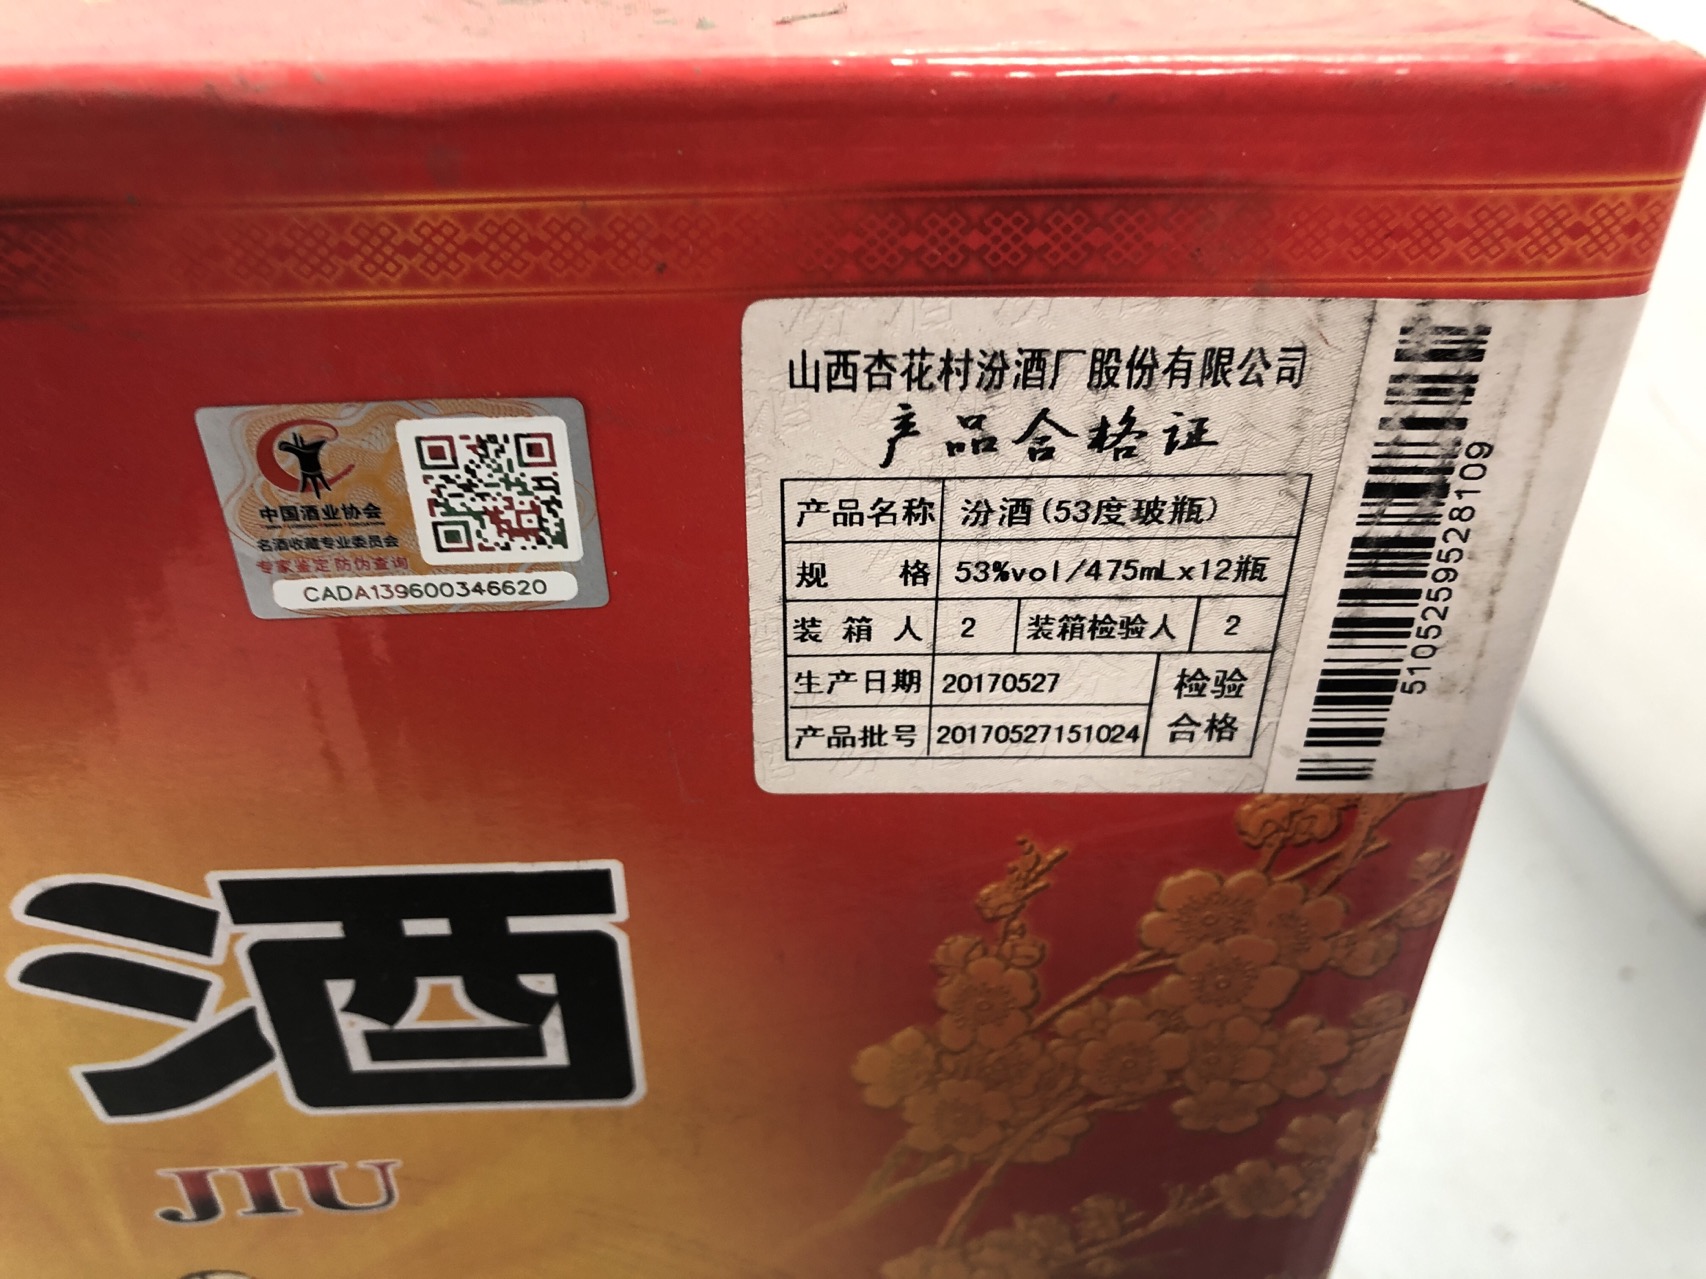 山西杏花村汾酒厂股份有限公司
产品合格证
产品名称 汾酒(53度玻瓶)
规格 53%vol/475mLx12瓶
装箱人 2 装箱检验人 2
生产日期 20170527
产品批号 20170527151024
检验
合格
5105259528109
中国酒业协会
名酒收藏专业委员会
专家鉴定 防伪查询
CADA139600346620
酒
JIU